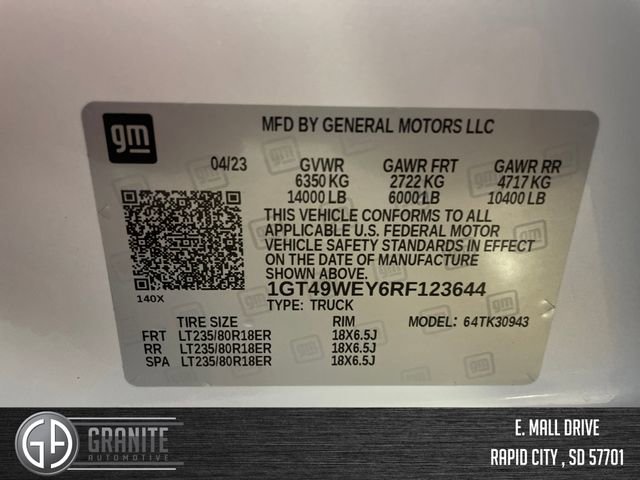 gm
MFD BY GENERAL MOTORS LLC
04/23 GVWR GAWR FRT GAWR RR
6350 KG 2722 KG 4717 KG
14000 LB 6000 LB 10400 LB
THIS VEHICLE CONFORMS TO ALL
APPLICABLE U.S. FEDERAL MOTOR
VEHICLE SAFETY STANDARDS IN EFFECT
ON THE DATE OF MANUFACTURE
SHOWN ABOVE.
140X
1GT49WEY6RF123644
TYPE: TRUCK
TIRE SIZE RIM MODEL: 64TK30943
FRT LT235/80R18ER 18X6.5J
RR LT235/80R18ER 18X6.5J
SPA LT235/80R18ER 18X6.5J
GA GRANITE
AUTOMOTIVE
E. MALL DRIVE
RAPID CITY , SD 57701